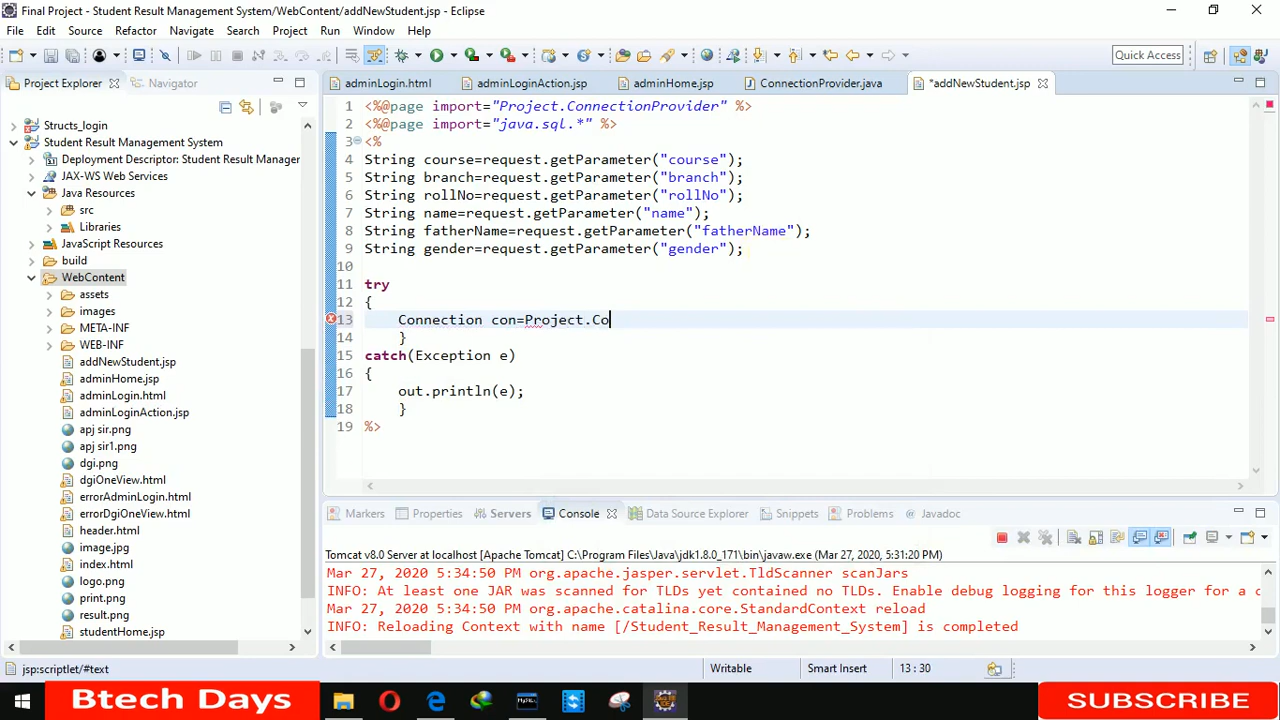 Final Project - Student Result Management System/WebContent/addNewStudent.jsp - Eclipse
File Edit Source Refactor Navigate Search Project Run Window Help
Quick Access
Project Explorer Navigator
adminLogin.html adminLoginAction.jsp adminHome.jsp ConnectionProvider.java *addNewStudent.jsp
Structs_login
Student Result Management System
Deployment Descriptor: Student Result Manager
JAX-WS Web Services
Java Resources
src
Libraries
JavaScript Resources
build
WebContent
assets
images
META-INF
WEB-INF
addNewStudent.jsp
adminHome.jsp
adminLogin.html
adminLoginAction.jsp
apj sir.png
apj sir1.png
dgi.png
dgiOneView.html
errorAdminLogin.html
errorDgiOneView.html
header.html
image.jpg
index.html
logo.png
print.png
result.png
studentHome.jsp
1 <%@page import="Project.ConnectionProvider" %>
2 <%@page import="java.sql.*" %>
3 <%
4 String course=request.getParameter("course");
5 String branch=request.getParameter("branch");
6 String rollNo=request.getParameter("rollNo");
7 String name=request.getParameter("name");
8 String fatherName=request.getParameter("fatherName");
9 String gender=request.getParameter("gender");
10
11 try
12 {
13 Connection con=Project.Co
14 }
15 catch(Exception e)
16 {
17 out.println(e);
18 }
19 %>
Markers Properties Servers Console Data Source Explorer Snippets Problems Javadoc
Tomcat v8.0 Server at localhost [Apache Tomcat] C:\Program Files\Java\jdk1.8.0_171\bin\javaw.exe (Mar 27, 2020 5:31:20 PM)
Mar 27, 2020 5:34:50 PM org.apache.jasper.servlet.TldScanner scanJars
INFO: At least one JAR was scanned for TLDs yet contained no TLDs. Enable debug logging for this logger for a c
Mar 27, 2020 5:34:50 PM org.apache.catalina.core.StandardContext reload
INFO: Reloading Context with name [/Student_Result_Management_System] is completed
jsp:scriptlet/#text Writable Smart Insert 13 : 30
Btech Days
SUBSCRIBE